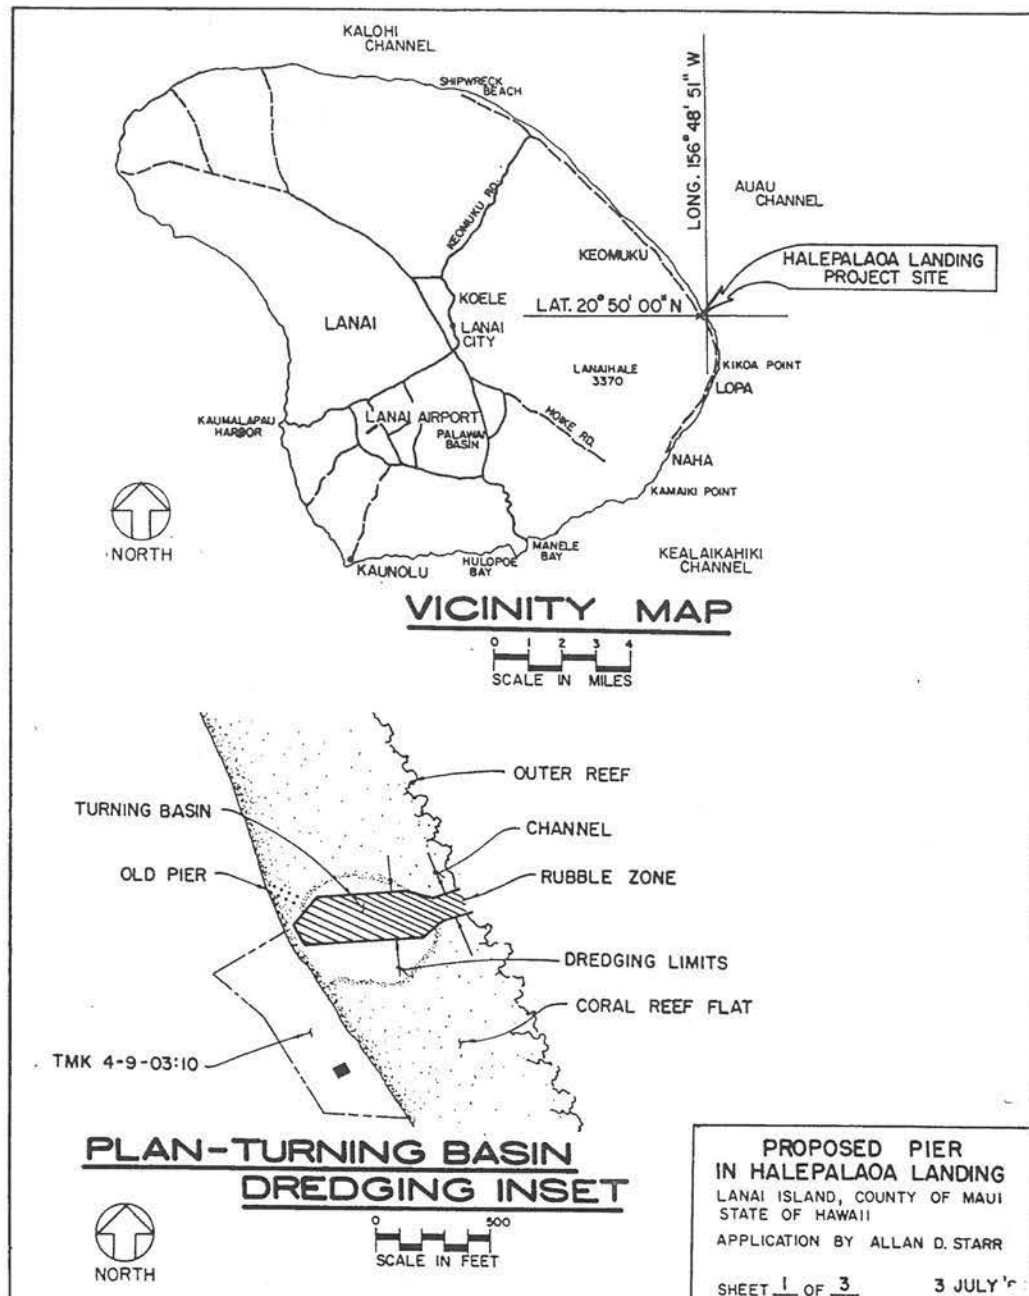 KALOHI
CHANNEL
SHIPWRECK
BEACH
LONG. 156° 48' 51" W
AUAU
CHANNEL
KEOMUKU RD.
KEOMUKU
HALEPALAOA LANDING
PROJECT SITE
KOELE
LAT. 20° 50' 00" N
LANAI
LANAI
CITY
LANAIHALE
3370
KIKOA POINT
LOPA
KAUMALAPAU
HARBOR
LANAI AIRPORT
PALAWAI
BASIN
HOIKE RD.
NAHA
KAMAIKI POINT
NORTH
MANELE
BAY
HULOPOE
BAY
KAUNOLU
KEALAIKAHIKI
CHANNEL
VICINITY MAP
0 1 2 3 4
SCALE IN MILES
OUTER REEF
TURNING BASIN
CHANNEL
OLD PIER
RUBBLE ZONE
DREDGING LIMITS
CORAL REEF FLAT
TMK 4-9-03:10
PLAN-TURNING BASIN
DREDGING INSET
0 500
SCALE IN FEET
NORTH
PROPOSED PIER
IN HALEPALAOA LANDING
LANAI ISLAND, COUNTY OF MAUI
STATE OF HAWAII
APPLICATION BY ALLAN D. STARR
SHEET 1 OF 3 3 JULY